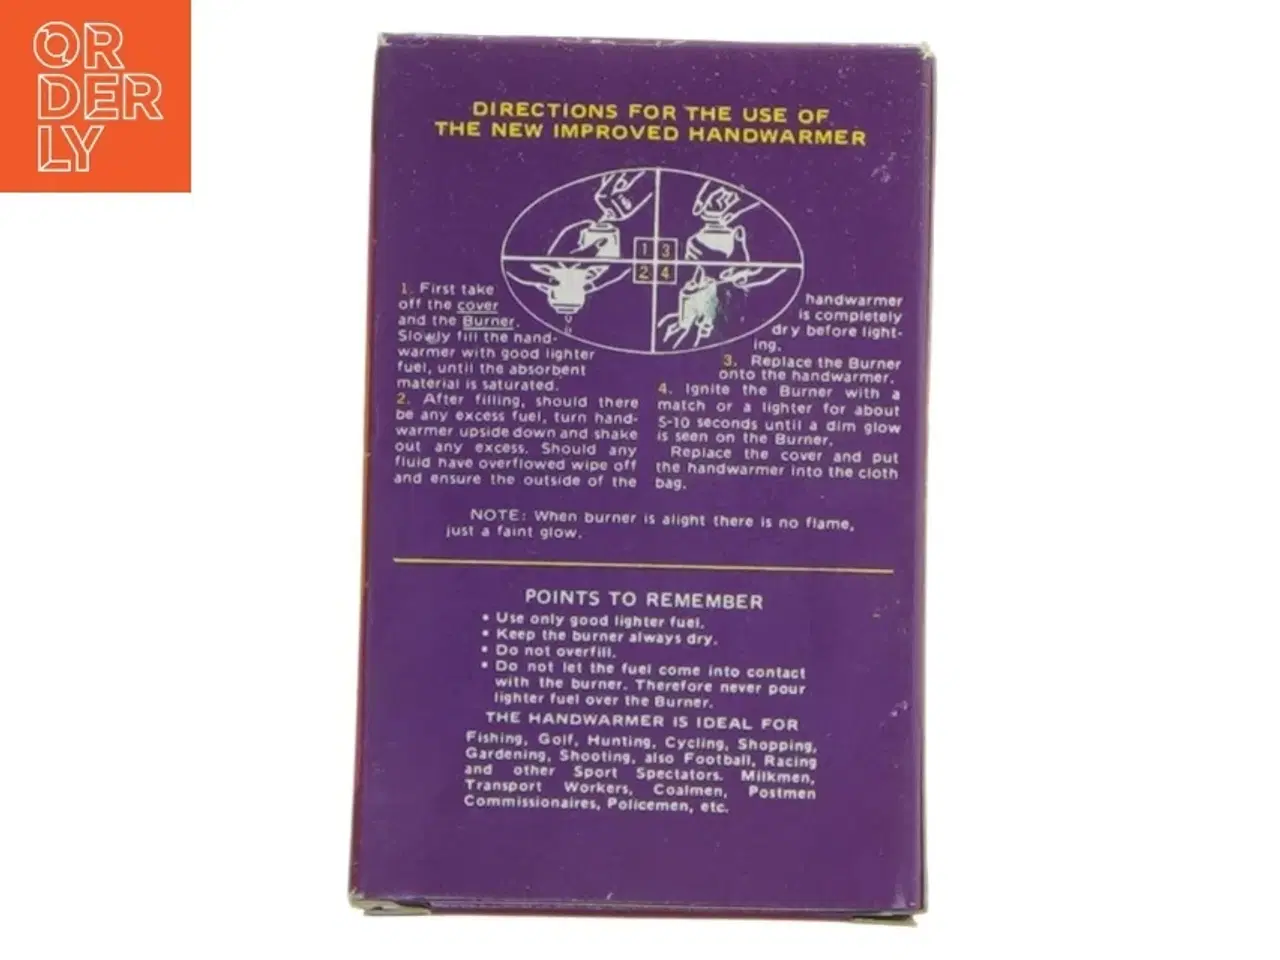 ORDERLY
DIRECTIONS FOR THE USE OF
THE NEW IMPROVED HANDWARMER
1 3
2 4
1. First take
off the cover
and the Burner.
Slowly fill the hand-
warmer with good lighter
fuel, until the absorbent
material is saturated.
2. After filling, should there
be any excess fuel, turn hand-
warmer upside down and shake
out any excess. Should any
fluid have overflowed wipe off
and ensure the outside of the
handwarmer
is completely
dry before light-
ing.
3. Replace the Burner
onto the handwarmer.
4. Ignite the Burner with a
match or a lighter for about
5-10 seconds until a dim glow
is seen on the Burner.
Replace the cover and put
the handwarmer into the cloth
bag.
NOTE: When burner is alight there is no flame,
just a faint glow.
POINTS TO REMEMBER
• Use only good lighter fuel.
• Keep the burner always dry.
• Do not overfill.
• Do not let the fuel come into contact
with the burner. Therefore never pour
lighter fuel over the Burner.
THE HANDWARMER IS IDEAL FOR
Fishing, Golf, Hunting, Cycling, Shopping,
Gardening, Shooting, also Football, Racing
and other Sport Spectators. Milkmen,
Transport Workers, Coalmen, Postmen
Commissionaires, Policemen, etc.